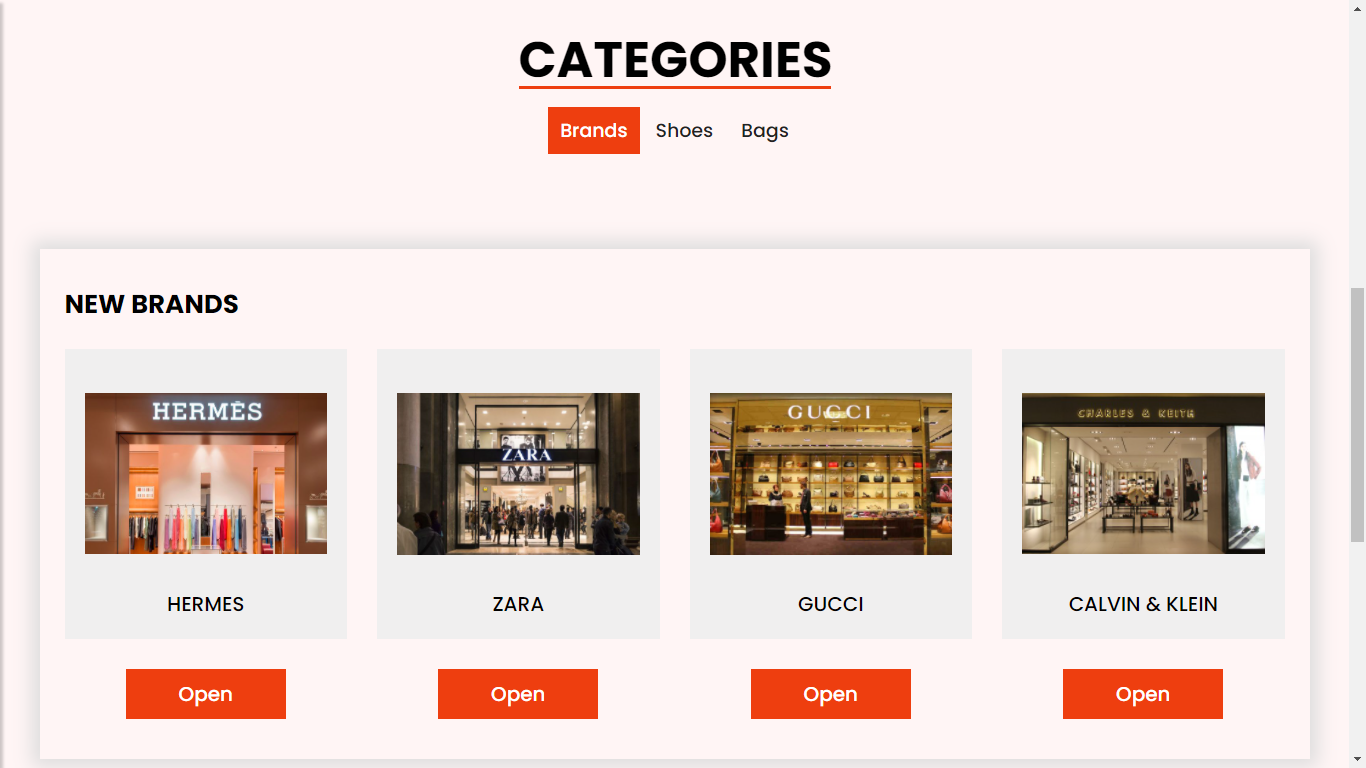 CATEGORIES
Brands Shoes Bags
NEW BRANDS
HERMÈS
ZARA
GUCCI
CHARLES & KEITH
HERMES
ZARA
GUCCI
CALVIN & KLEIN
Open
Open
Open
Open